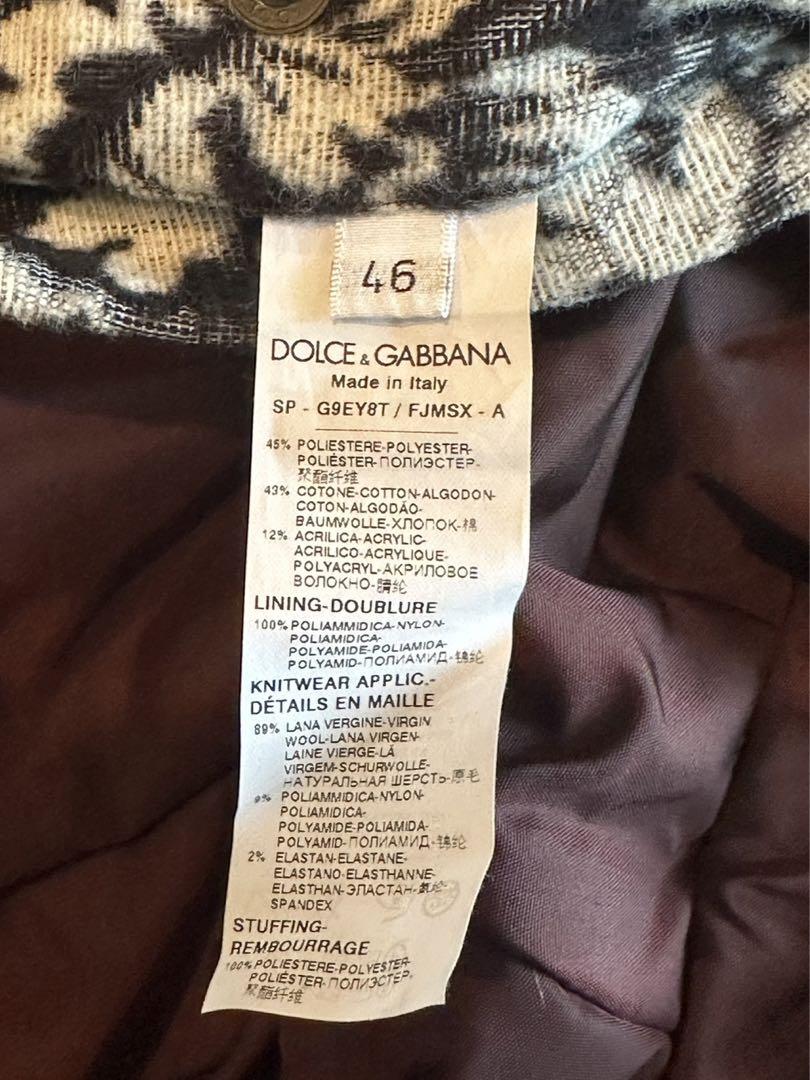 46
DOLCE & GABBANA
Made in Italy
SP - G9EY8T / FJMSX - A
45% POLIESTERE-POLYESTER-
POLIÉSTER-ПОЛИЭСТЕР-
聚酯纤维
43% COTONE-COTTON-ALGODON-
COTON-ALGODÃO-
BAUMWOLLE-ХЛОПОК-棉
12% ACRILICA-ACRYLIC-
ACRILICO-ACRYLIQUE-
POLYACRYL-АКРИЛОВОЕ
ВОЛОКНО-腈纶
LINING-DOUBLURE
100% POLIAMMIDICA-NYLON-
POLIAMIDICA-
POLYAMIDE-POLIAMIDA-
POLYAMID-ПОЛИАМИД-锦纶
KNITWEAR APPLIC.-
DÉTAILS EN MAILLE
89% LANA VERGINE-VIRGIN
WOOL-LANA VIRGEN-
LAINE VIERGE-LÃ
VIRGEM-SCHURWOLLE-
НАТУРАЛЬНАЯ ШЕРСТЬ-原毛
9% POLIAMMIDICA-NYLON-
POLIAMIDICA-
POLYAMIDE-POLIAMIDA-
POLYAMID-ПОЛИАМИД-锦纶
2% ELASTAN-ELASTANE-
ELASTANO-ELASTHANNE-
ELASTHAN-ЭЛАСТАН-氨纶-
SPANDEX
STUFFING-
REMBOURRAGE
100% POLIESTERE-POLYESTER-
POLIÉSTER-ПОЛИЭСТЕР-
聚酯纤维